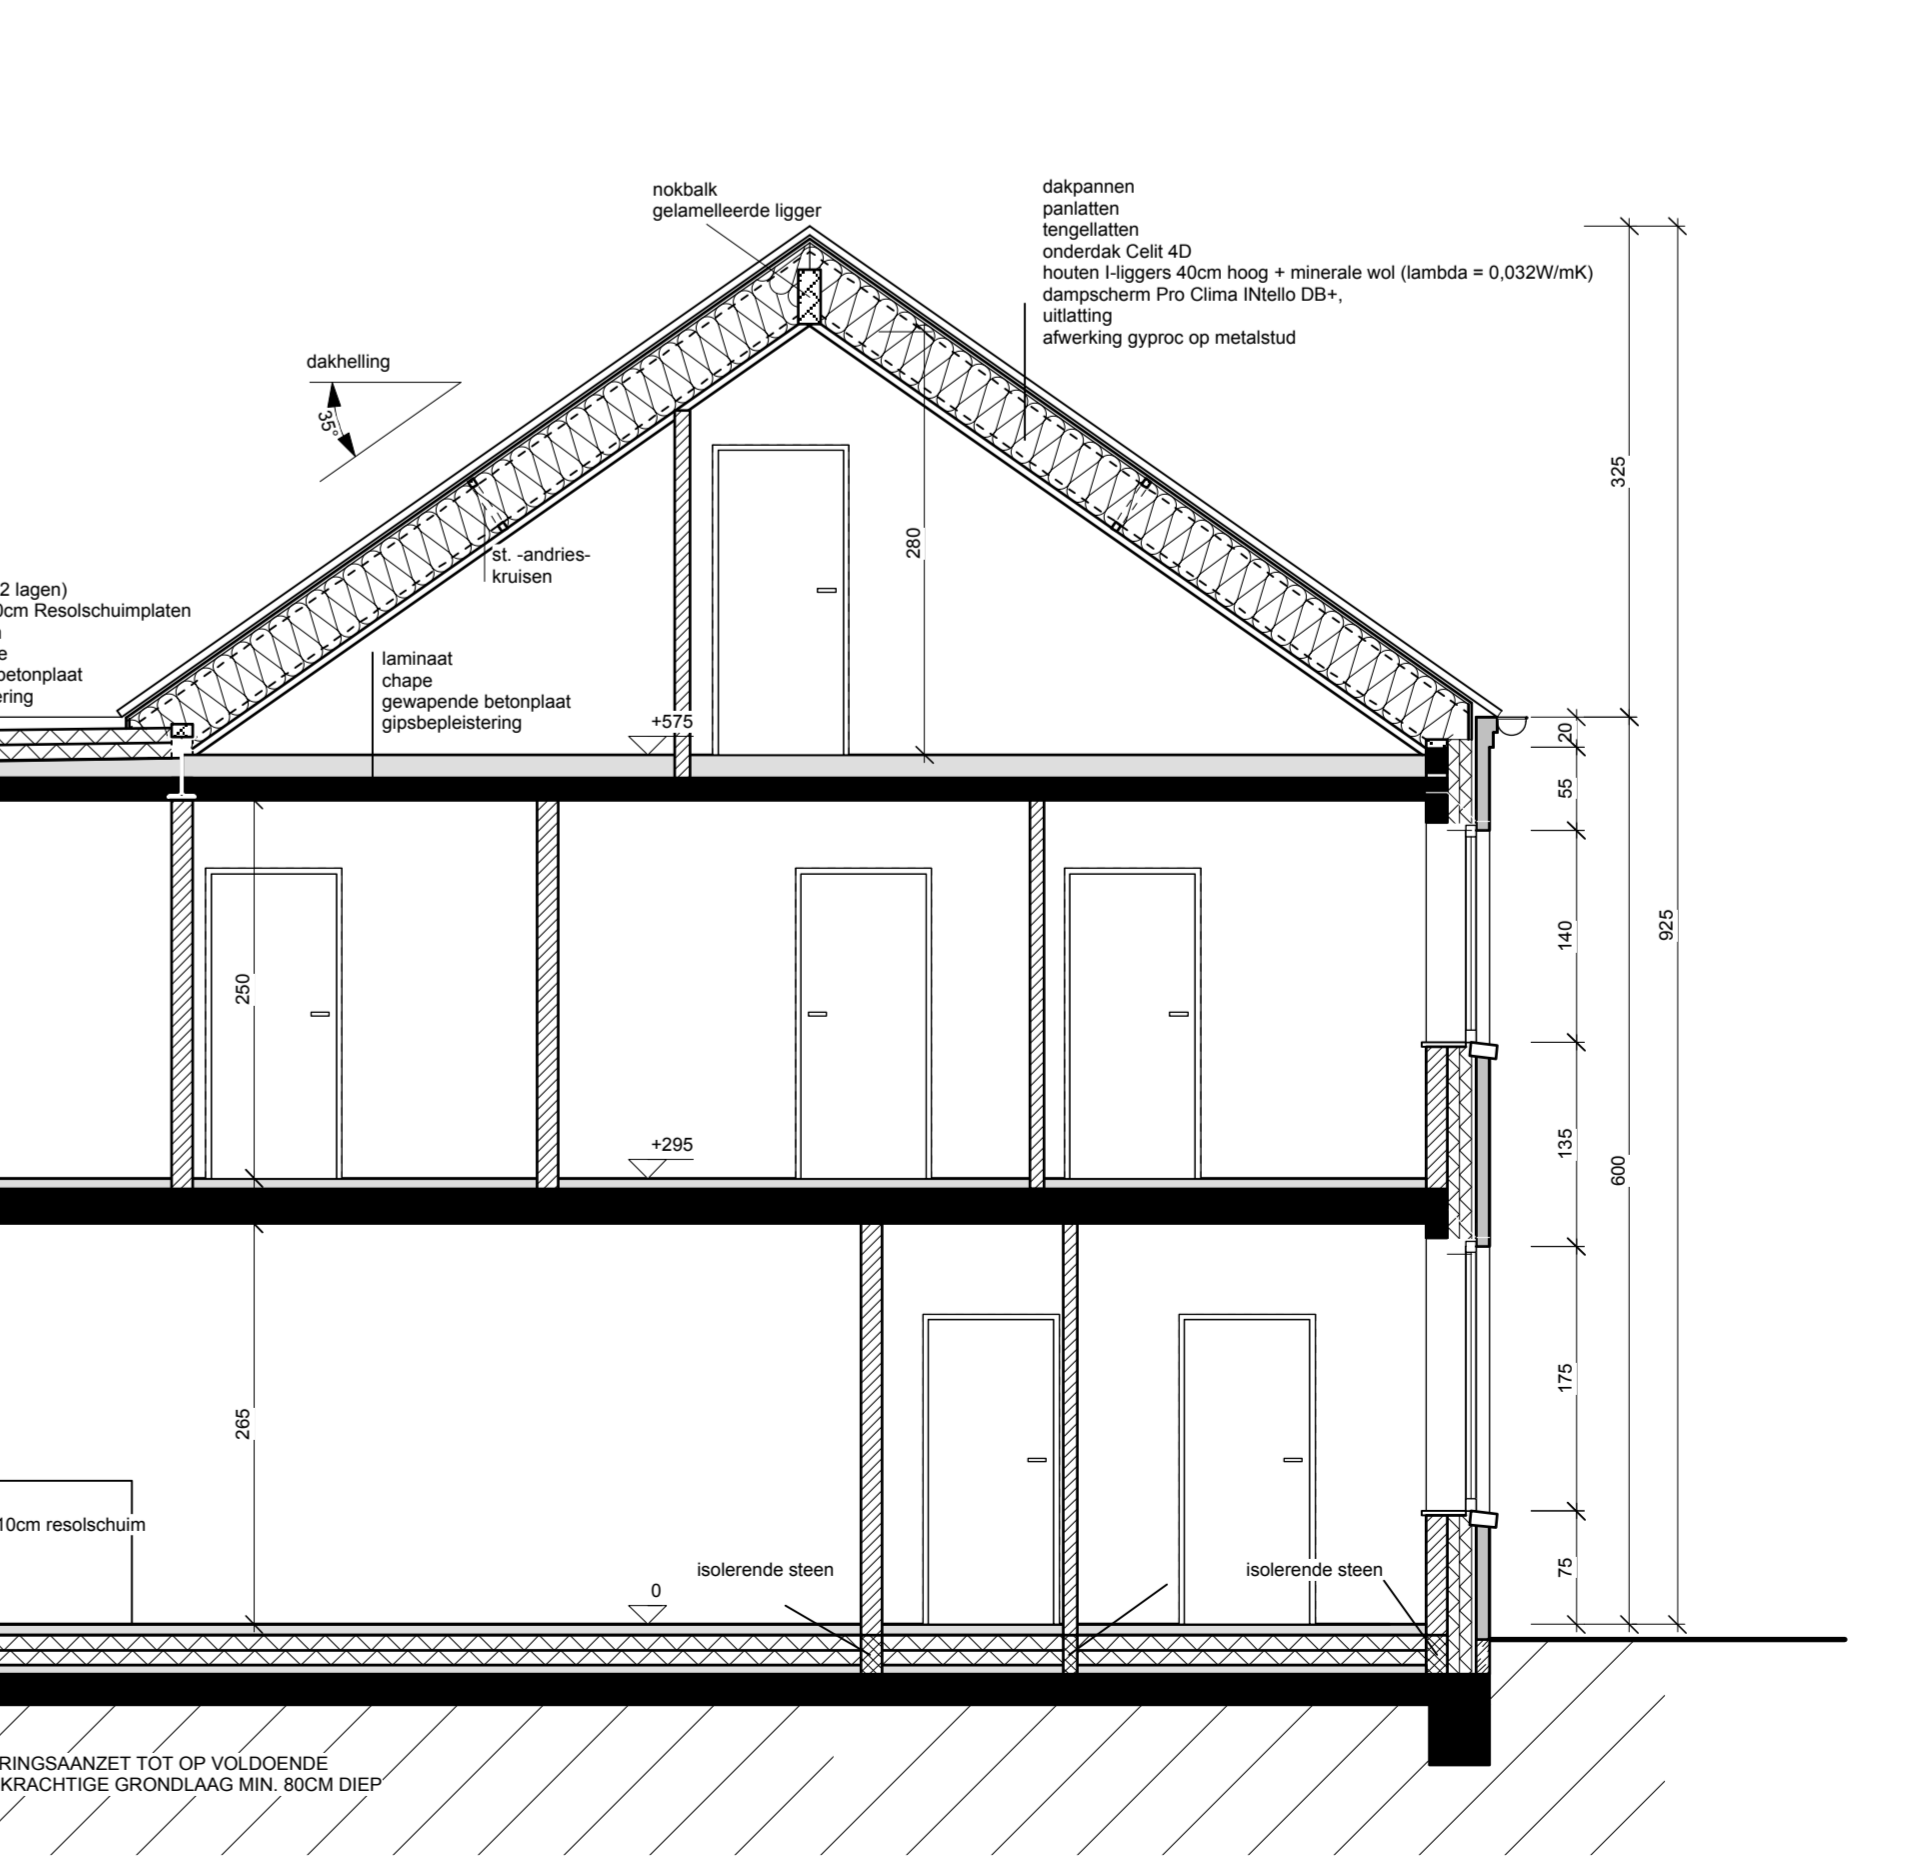 nokbalk
gelamelleerde ligger
dakpannen
panlatten
tengellatten
onderdak Celit 4D
houten I-liggers 40cm hoog + minerale wol (lambda = 0,032W/mK)
dampscherm Pro Clima INtello DB+,
uitlatting
afwerking gyproc op metalstud
dakhelling
35°
325
280
st. -andries-
kruisen
2 lagen)
0cm Resolschuimplaten
e
betonplaat
ering
laminaat
chape
gewapende betonplaat
gipsbepleistering
+575
20
55
140
925
250
135
600
+295
265
175
10cm resolschuim
isolerende steen
isolerende steen
75
0
RINGSAANZET TOT OP VOLDOENDE
KRACHTIGE GRONDLAAG MIN. 80CM DIEP